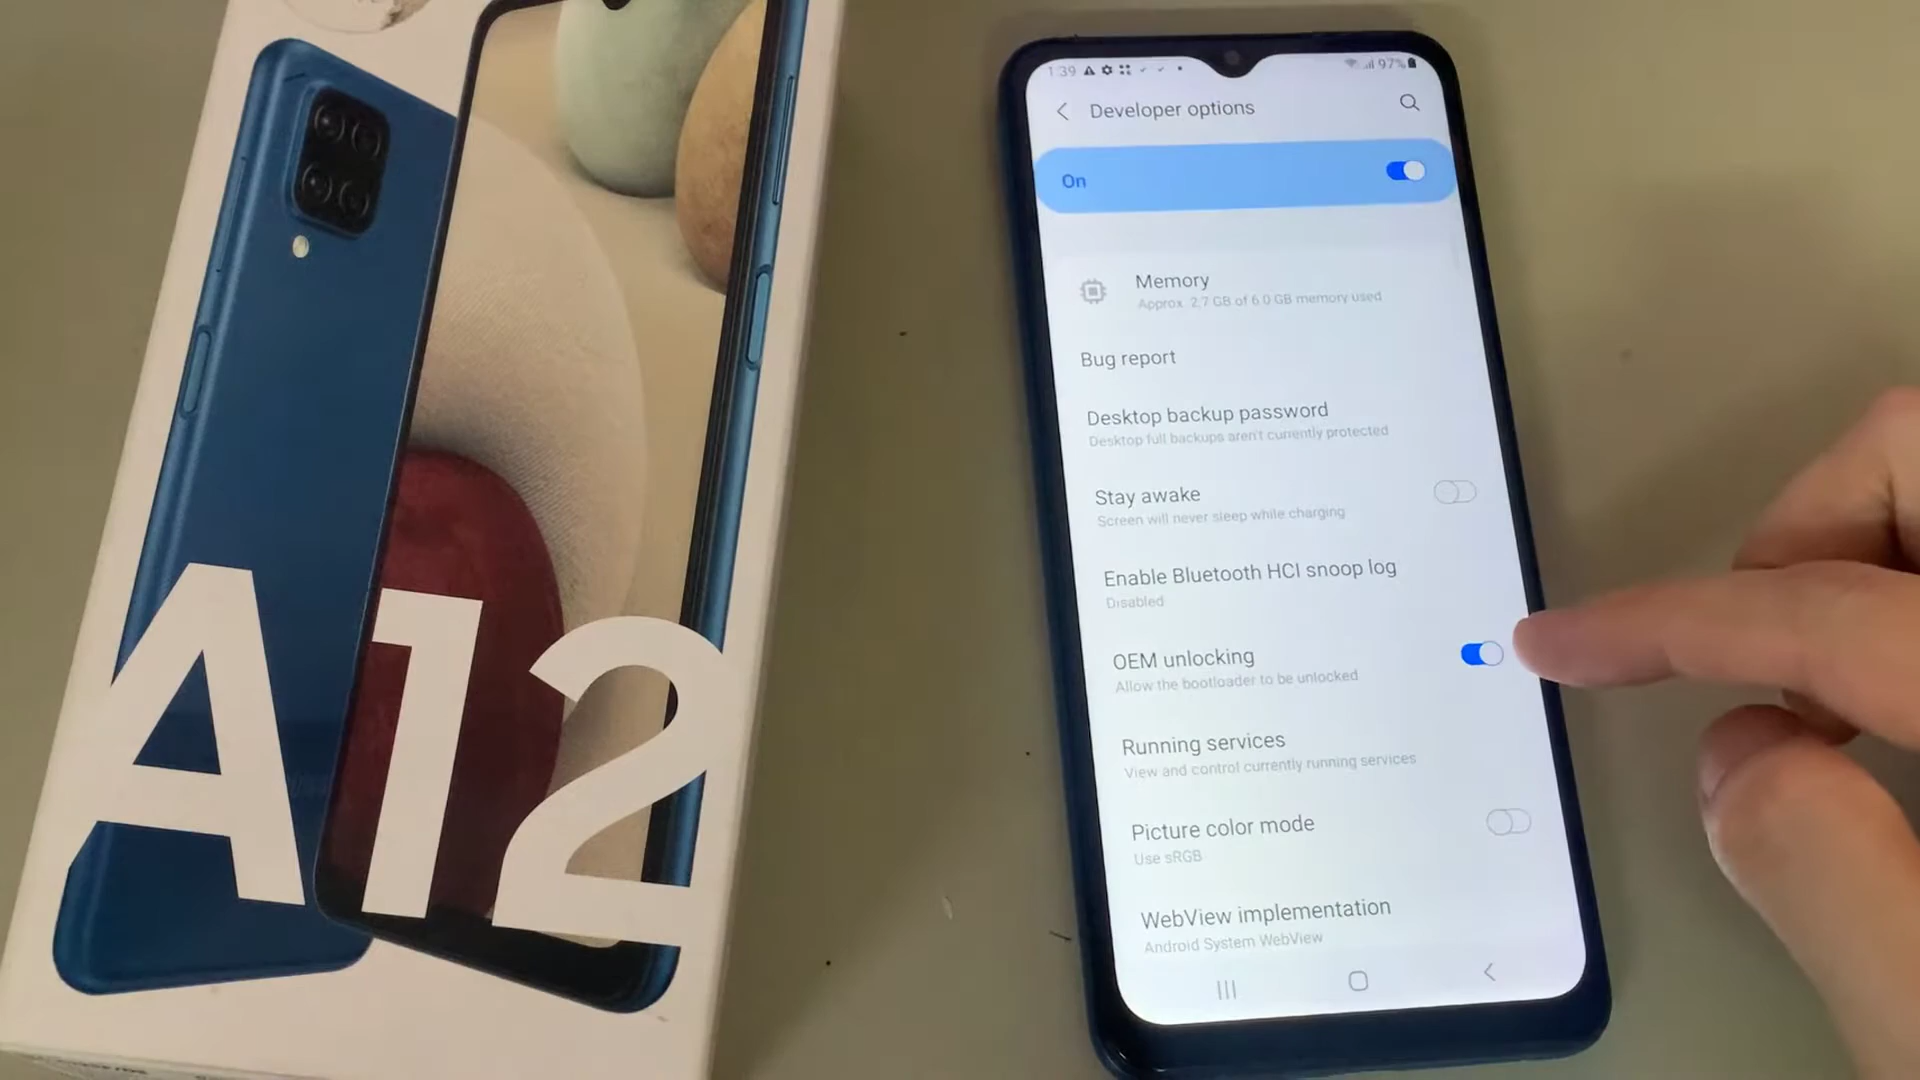 A12
1:39
97%
Developer options
On
Memory
Approx. 2.7 GB of 6.0 GB memory used
Bug report
Desktop backup password
Desktop full backups aren't currently protected
Stay awake
Screen will never sleep while charging
Enable Bluetooth HCI snoop log
Disabled
OEM unlocking
Allow the bootloader to be unlocked
Running services
View and control currently running services
Picture color mode
Use sRGB
WebView implementation
Android System WebView